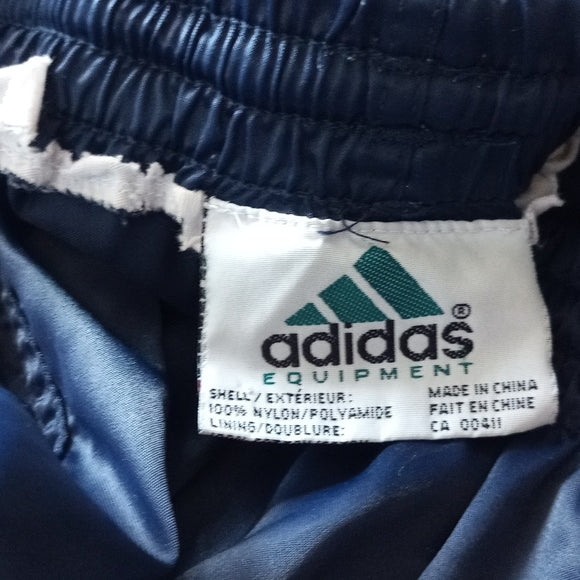 adidas®
EQUIPMENT
SHELL/EXTÉRIEUR:
100% NYLON/POLYAMIDE
LINING/DOUBLURE:
MADE IN CHINA
FAIT EN CHINE
CA 00411